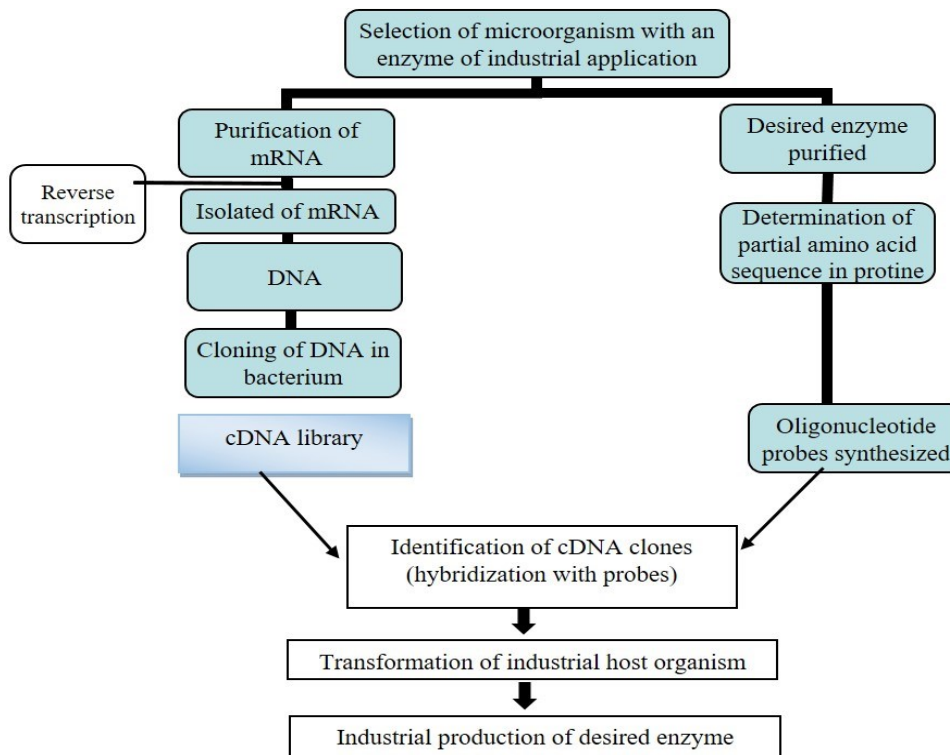 Selection of microorganism with an
enzyme of industrial application
Purification of
mRNA
Desired enzyme
purified
Reverse
transcription
Isolated of mRNA
Determination of
partial amino acid
sequence in protine
DNA
Cloning of DNA in
bacterium
cDNA library
Oligonucleotide
probes synthesized
Identification of cDNA clones
(hybridization with probes)
Transformation of industrial host organism
Industrial production of desired enzyme